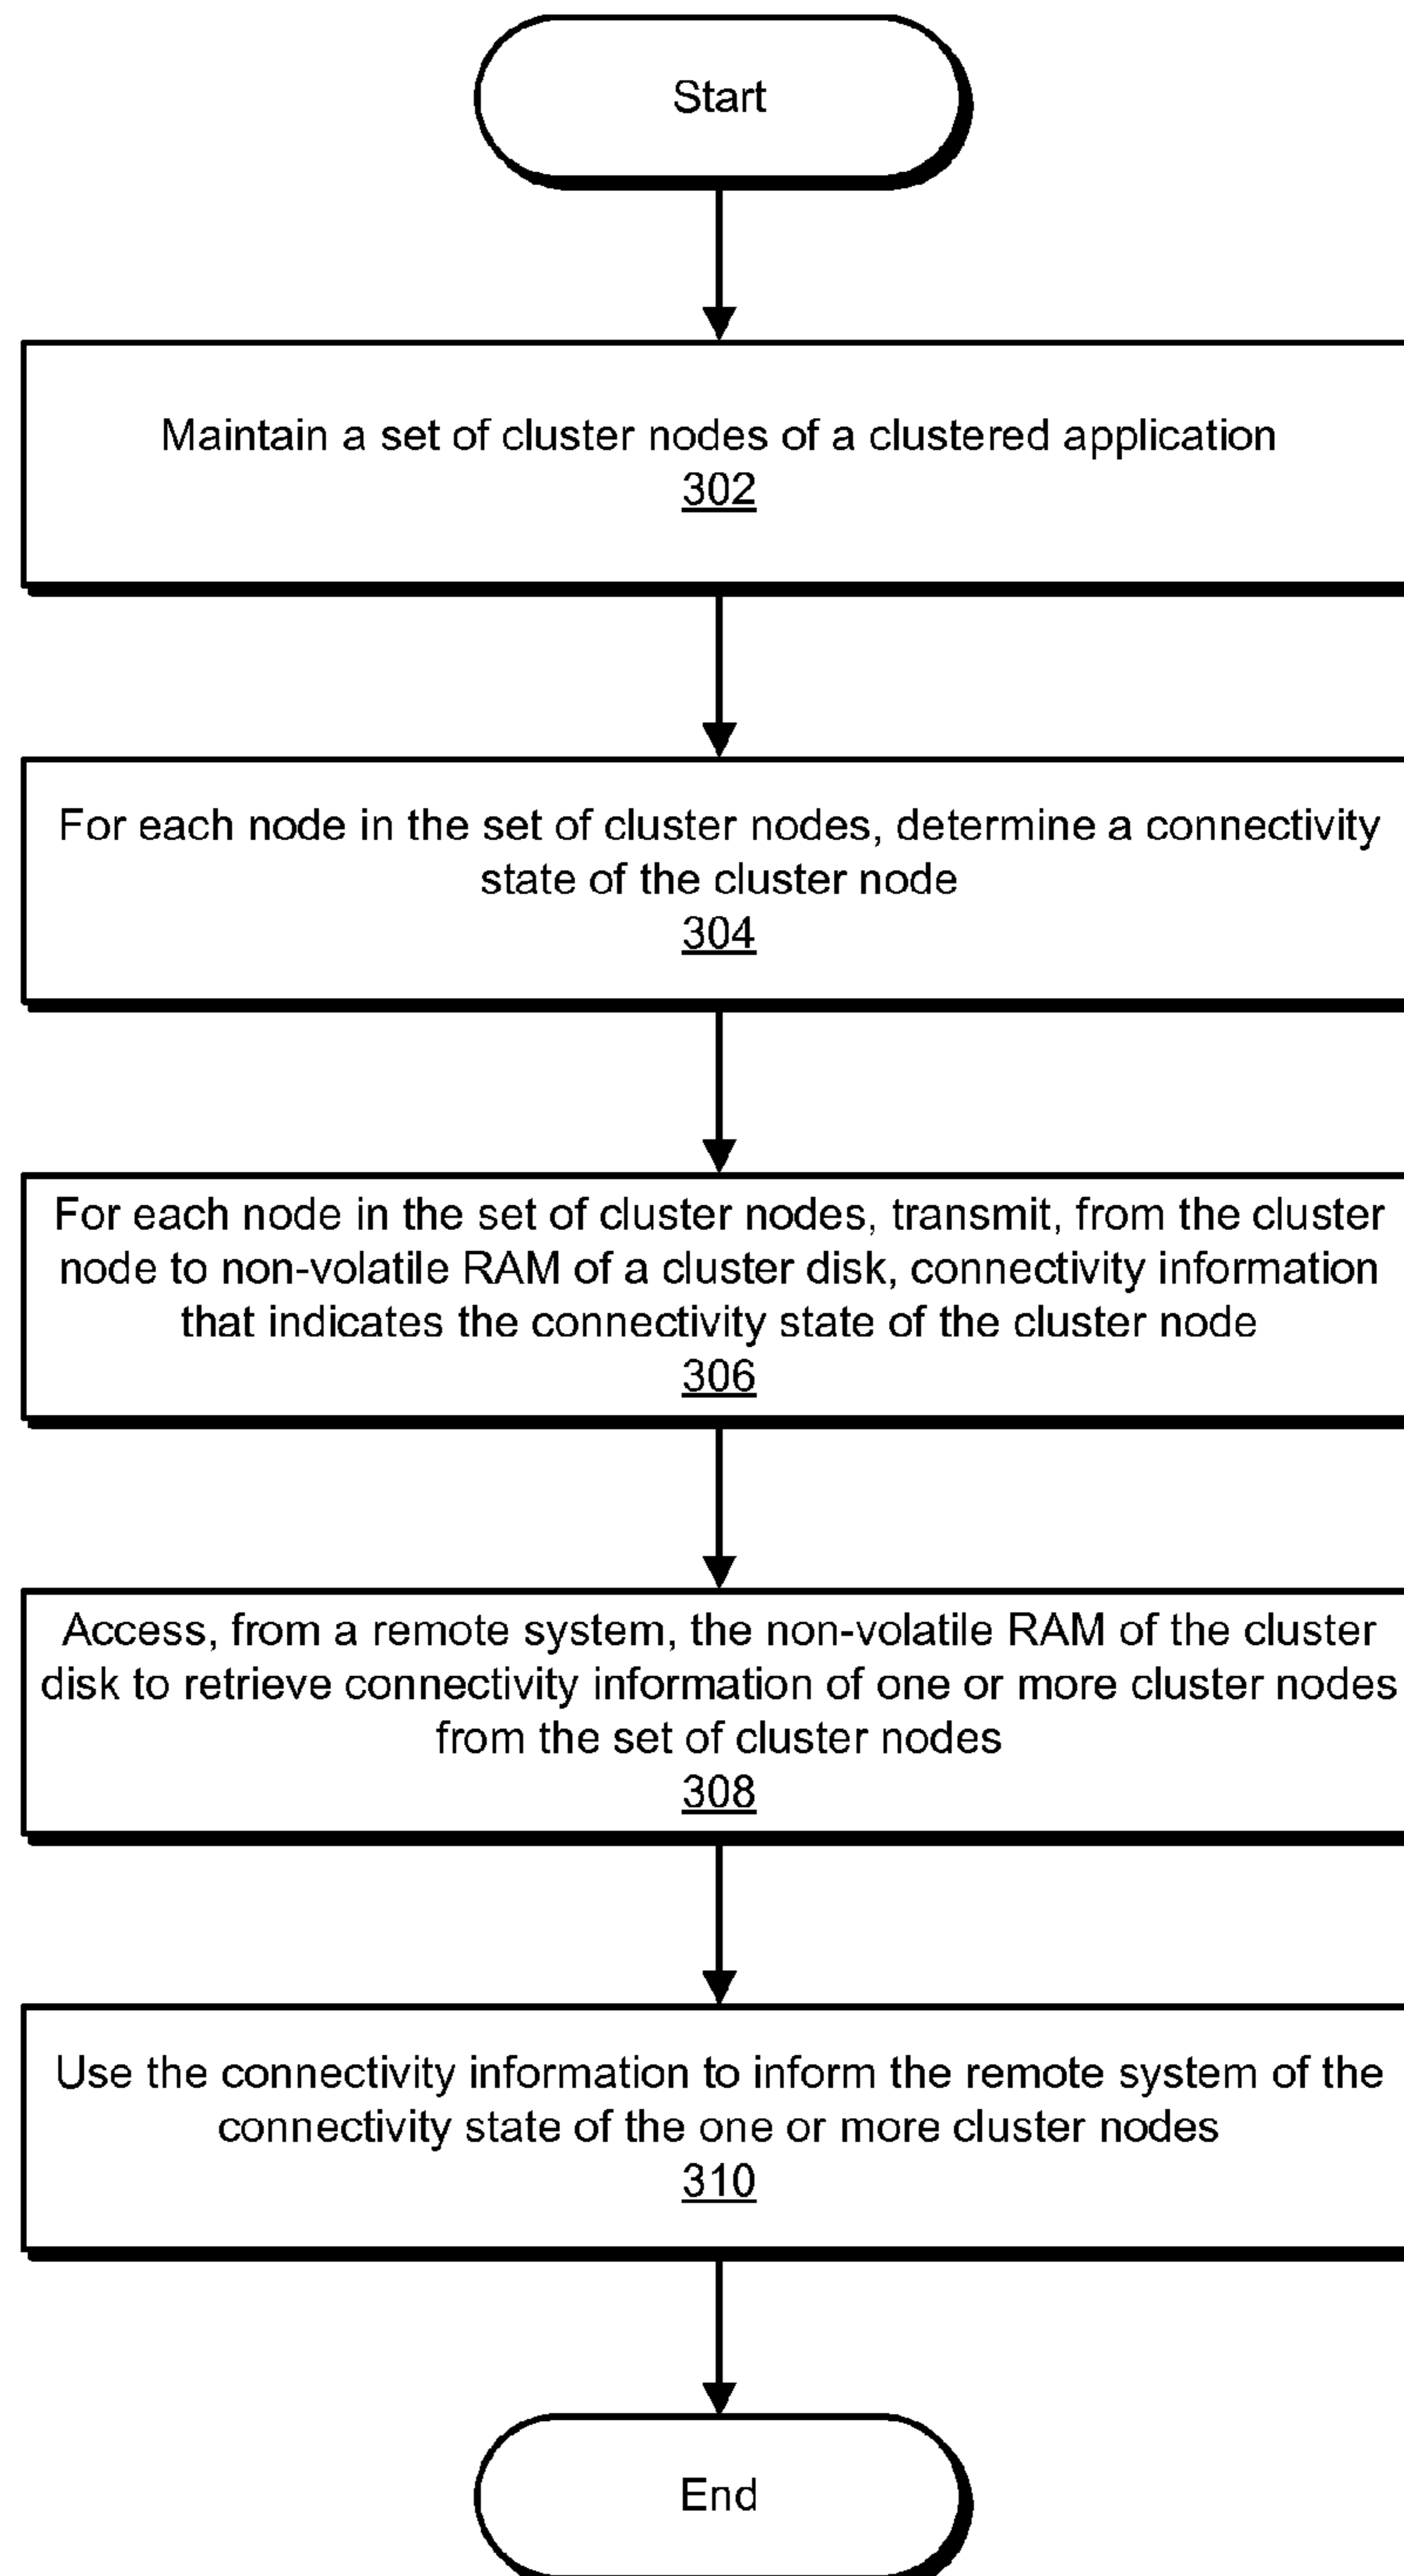 Start
Maintain a set of cluster nodes of a clustered application
302
For each node in the set of cluster nodes, determine a connectivity
state of the cluster node
304
For each node in the set of cluster nodes, transmit, from the cluster
node to non-volatile RAM of a cluster disk, connectivity information
that indicates the connectivity state of the cluster node
306
Access, from a remote system, the non-volatile RAM of the cluster
disk to retrieve connectivity information of one or more cluster nodes
from the set of cluster nodes
308
Use the connectivity information to inform the remote system of the
connectivity state of the one or more cluster nodes
310
End